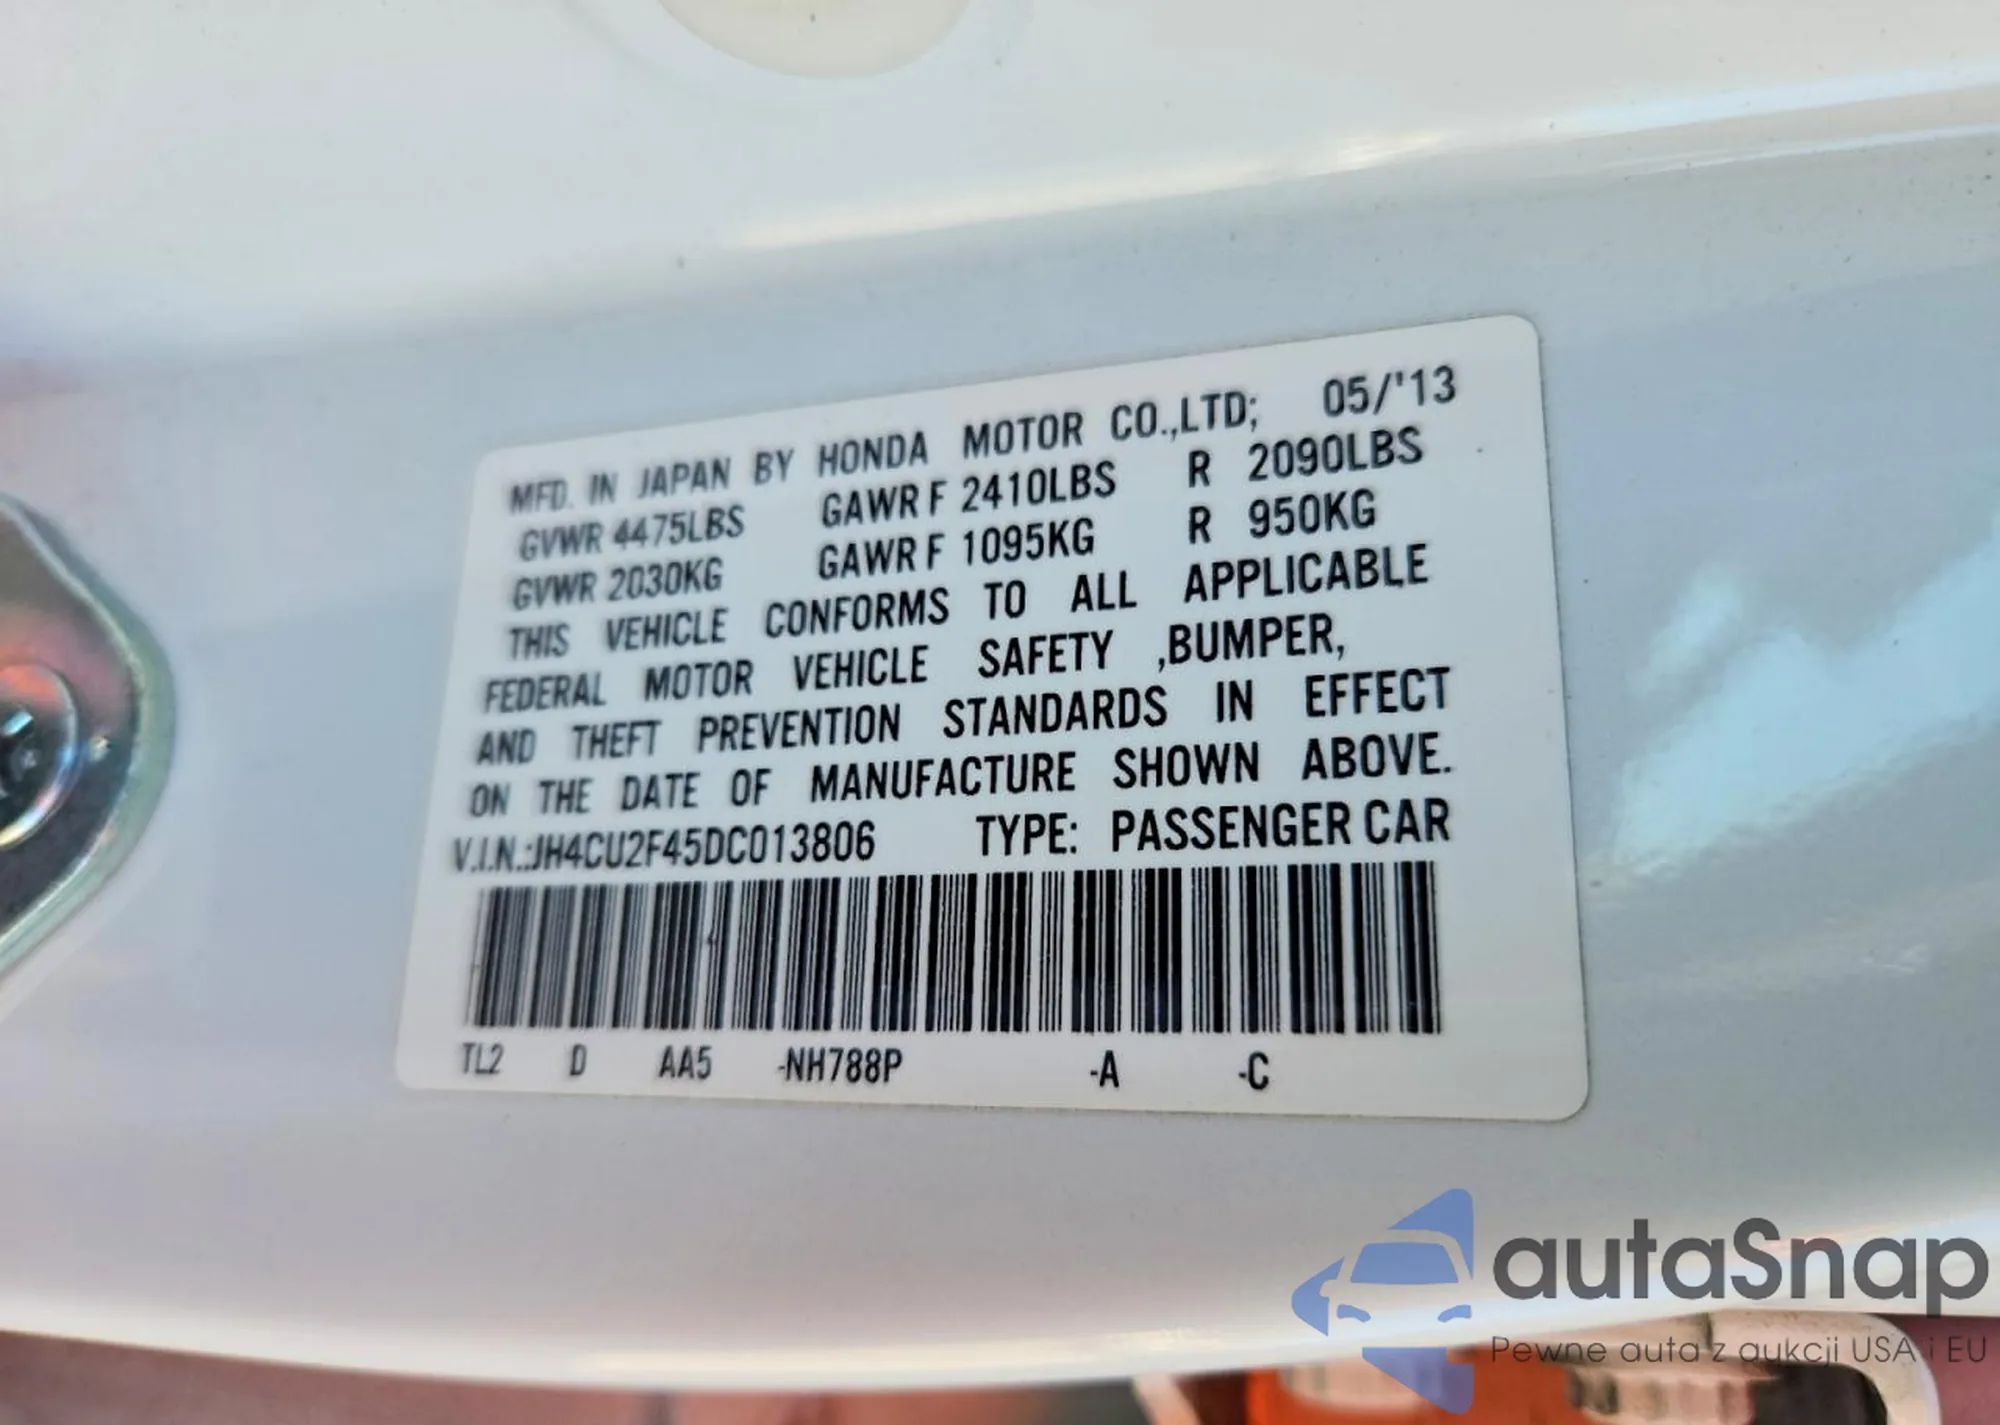 MFD. IN JAPAN BY HONDA MOTOR CO.,LTD; 05/'13
GVWR 4475LBS GAWR F 2410LBS R 2090LBS
GVWR 2030KG GAWR F 1095KG R 950KG
THIS VEHICLE CONFORMS TO ALL APPLICABLE
FEDERAL MOTOR VEHICLE SAFETY ,BUMPER,
AND THEFT PREVENTION STANDARDS IN EFFECT
ON THE DATE OF MANUFACTURE SHOWN ABOVE.
V.I.N.:JH4CU2F45DC013806 TYPE: PASSENGER CAR
TL2 D AA5 -NH788P -A -C
autaSnap
Pewne auta z aukcji USA i EU